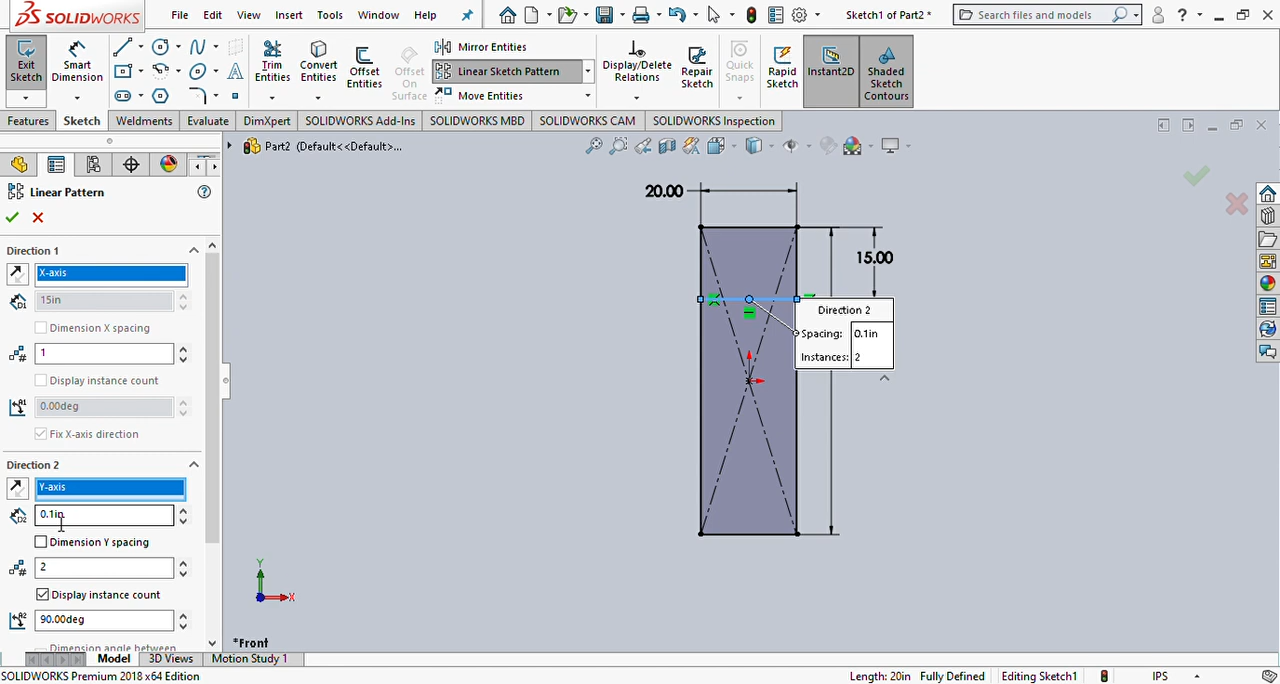 SOLIDWORKS File Edit View Insert Tools Window Help Sketch1 of Part2 * Search files and models ?
Exit Sketch
Smart Dimension
Trim Entities
Convert Entities
Offset Entities
Offset On Surface
Mirror Entities
Linear Sketch Pattern
Move Entities
Display/Delete Relations
Repair Sketch
Quick Snaps
Rapid Sketch
Instant2D
Shaded Sketch Contours
Features Sketch Weldments Evaluate DimXpert SOLIDWORKS Add-Ins SOLIDWORKS MBD SOLIDWORKS CAM SOLIDWORKS Inspection
Part2 (Default<<Default>...
Linear Pattern
Direction 1
X-axis
15in
Dimension X spacing
1
Display instance count
0.00deg
Fix X-axis direction
Direction 2
Y-axis
0.1in
Dimension Y spacing
2
Display instance count
90.00deg
Dimension angle between
20.00
15.00
Direction 2
Spacing: 0.1in
Instances: 2
Y
X
*Front
Model 3D Views Motion Study 1
SOLIDWORKS Premium 2018 x64 Edition Length: 20in Fully Defined Editing Sketch1 IPS